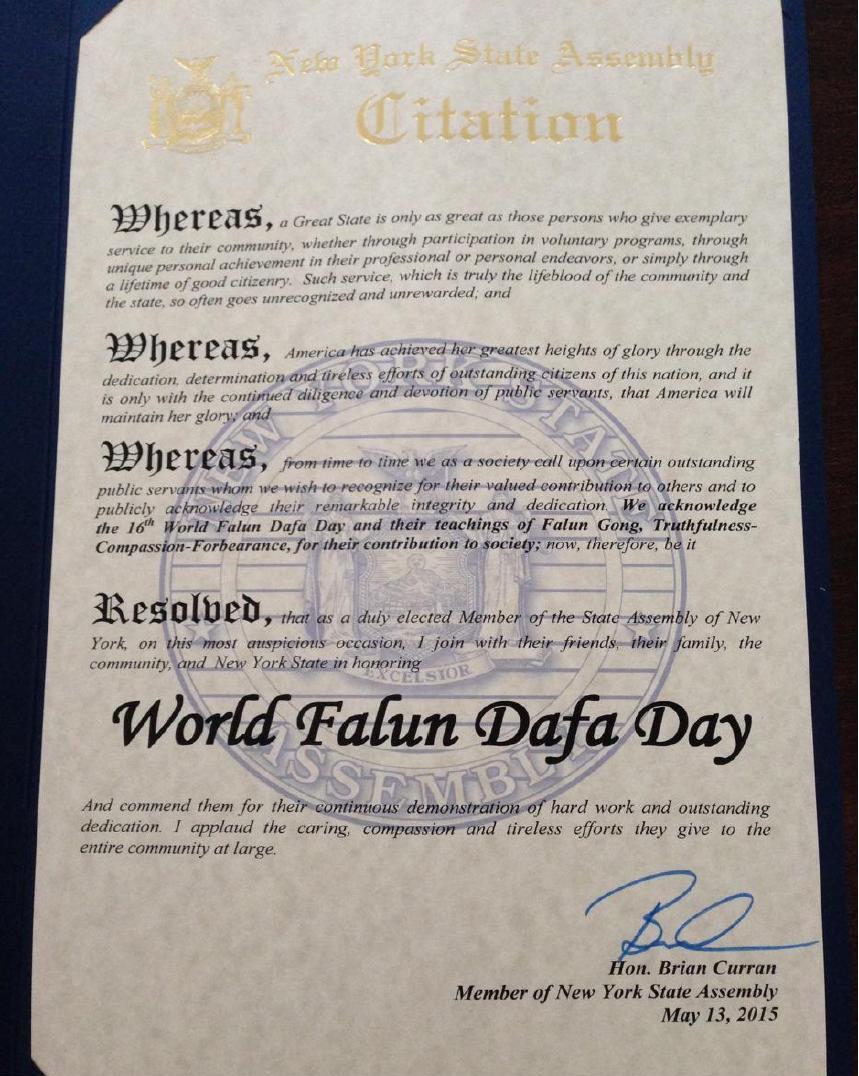 New York State Assembly
Citation
Whereas, a Great State is only as great as those persons who give exemplary
service to their community, whether through participation in voluntary programs, through
unique personal achievement in their professional or personal endeavors, or simply through
a lifetime of good citizenry. Such service, which is truly the lifeblood of the community and
the state, so often goes unrecognized and unrewarded; and
Whereas, America has achieved her greatest heights of glory through the
dedication, determination and tireless efforts of outstanding citizens of this nation, and it
is only with the continued diligence and devotion of public servants, that America will
maintain her glory; and
Whereas, from time to time we as a society call upon certain outstanding
public servants whom we wish to recognize for their valued contribution to others and to
publicly acknowledge their remarkable integrity and dedication. We acknowledge
the 16th World Falun Dafa Day and their teachings of Falun Gong, Truthfulness-
Compassion-Forbearance, for their contribution to society; now, therefore, be it
Resolved, that as a duly elected Member of the State Assembly of New
York, on this most auspicious occasion, I join with their friends, their family, the
community, and New York State in honoring
EXCELSIOR
World Falun Dafa Day
NEW YORK STATE
ASSEMBLY
And commend them for their continuous demonstration of hard work and outstanding
dedication. I applaud the caring, compassion and tireless efforts they give to the
entire community at large.
Hon. Brian Curran
Member of New York State Assembly
May 13, 2015